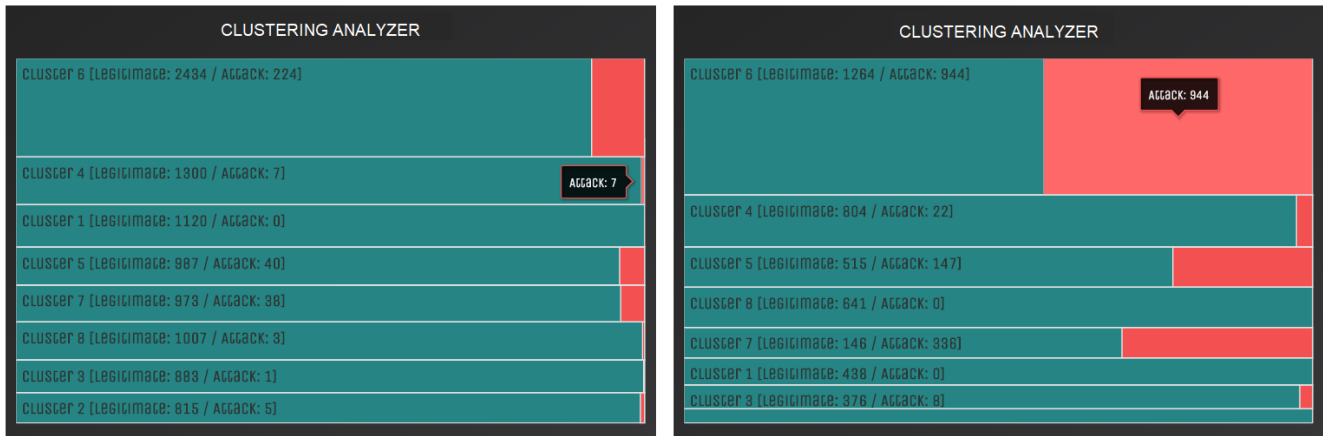 CLUSTERING ANALYZER
Cluster 6 [Legitimate: 2434 / Attack: 224]
Cluster 4 [Legitimate: 1300 / Attack: 7]
Attack: 7
Cluster 1 [Legitimate: 1120 / Attack: 0]
Cluster 5 [Legitimate: 987 / Attack: 40]
Cluster 7 [Legitimate: 973 / Attack: 38]
Cluster 8 [Legitimate: 1007 / Attack: 3]
Cluster 3 [Legitimate: 883 / Attack: 1]
Cluster 2 [Legitimate: 815 / Attack: 5]
CLUSTERING ANALYZER
Cluster 6 [Legitimate: 1264 / Attack: 944]
Attack: 944
Cluster 4 [Legitimate: 804 / Attack: 22]
Cluster 5 [Legitimate: 515 / Attack: 147]
Cluster 8 [Legitimate: 641 / Attack: 0]
Cluster 7 [Legitimate: 146 / Attack: 336]
Cluster 1 [Legitimate: 438 / Attack: 0]
Cluster 3 [Legitimate: 376 / Attack: 8]